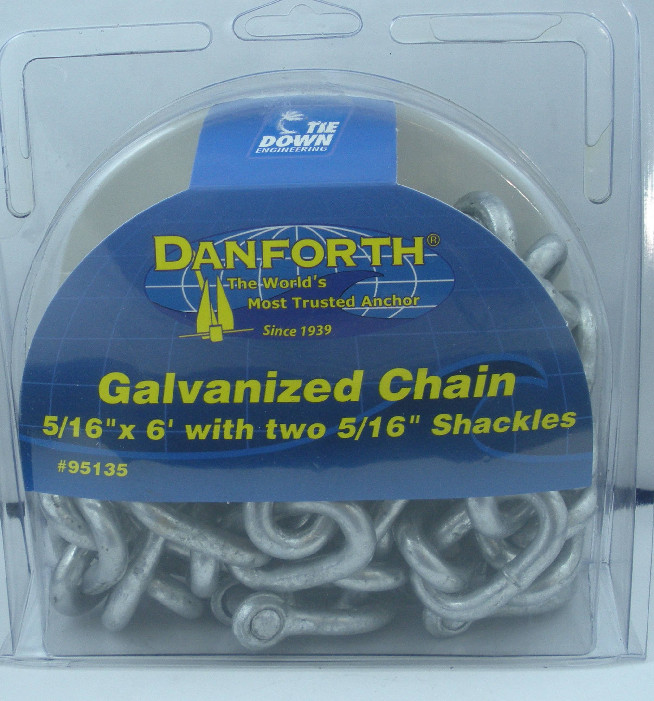 TIE
DOWN
ENGINEERING
DANFORTH®
The World's
Most Trusted Anchor
Since 1939
Galvanized Chain
5/16"x 6' with two 5/16" Shackles
#95135